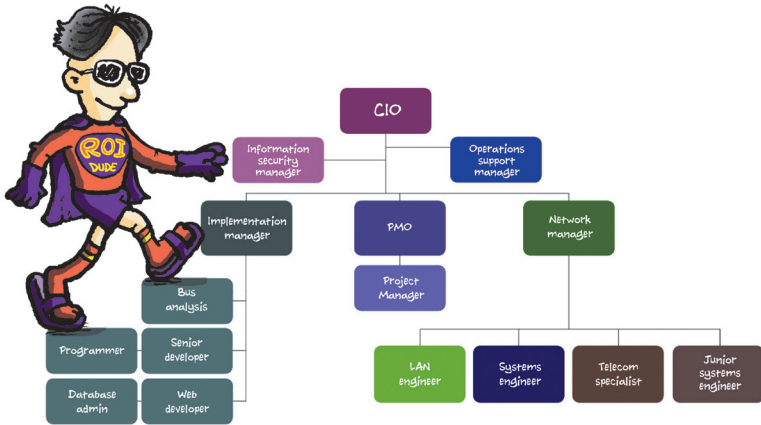 ROI
DUDE
CIO
Information
security
manager
Operations
support
manager
Implementation
manager
PMO
Network
manager
Project
Manager
Bus
analysis
Programmer
Senior
developer
Database
admin
Web
developer
LAN
engineer
Systems
engineer
Telecom
specialist
Junior
systems
engineer